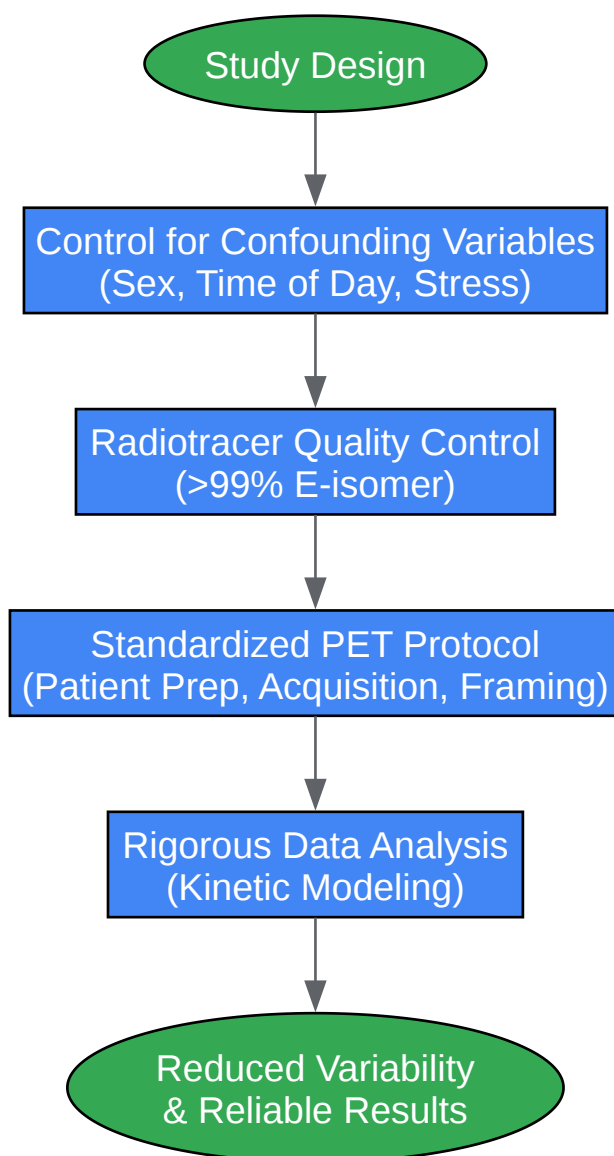 Study Design
Control for Confounding Variables
(Sex, Time of Day, Stress)
Radiotracer Quality Control
(>99% E-isomer)
Standardized PET Protocol
(Patient Prep, Acquisition, Framing)
Rigorous Data Analysis
(Kinetic Modeling)
Reduced Variability
& Reliable Results